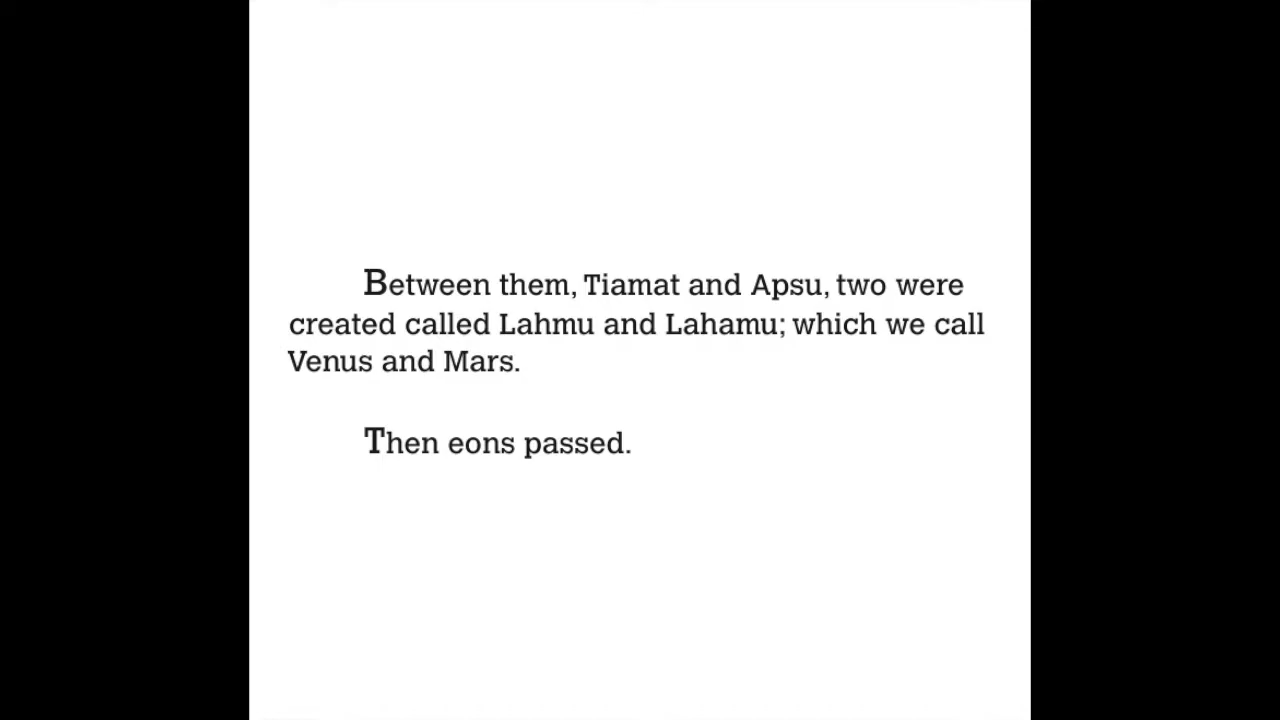 Between them, Tiamat and Apsu, two were
created called Lahmu and Lahamu; which we call
Venus and Mars.
Then eons passed.